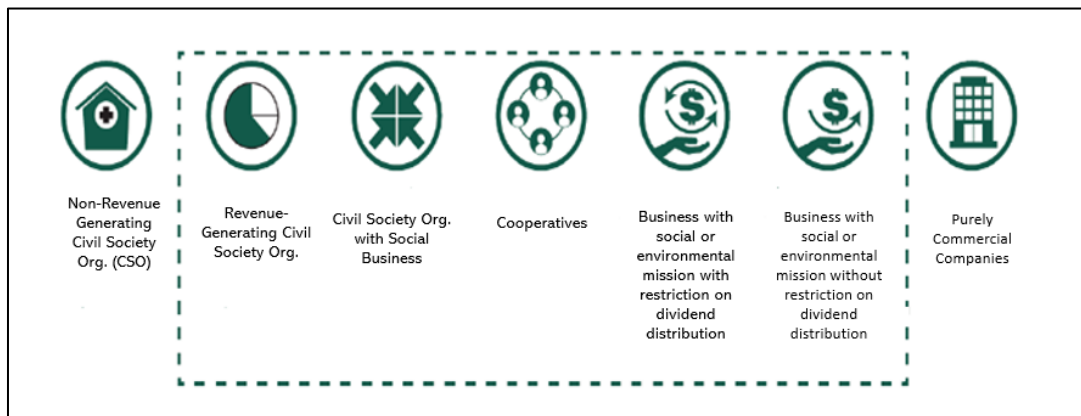 Non-Revenue
Generating
Civil Society
Org. (CSO)
Revenue-
Generating Civil
Society Org.
Civil Society Org.
with Social
Business
Cooperatives
Business with
social or
environmental
mission with
restriction on
dividend
distribution
Business with
social or
environmental
mission without
restriction on
dividend
distribution
Purely
Commercial
Companies